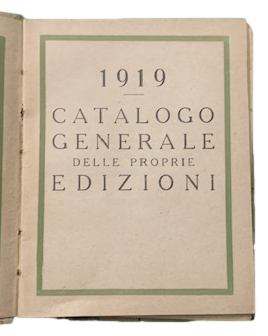 1919
CATALOGO
GENERALE
DELLE PROPRIE
EDIZIONI